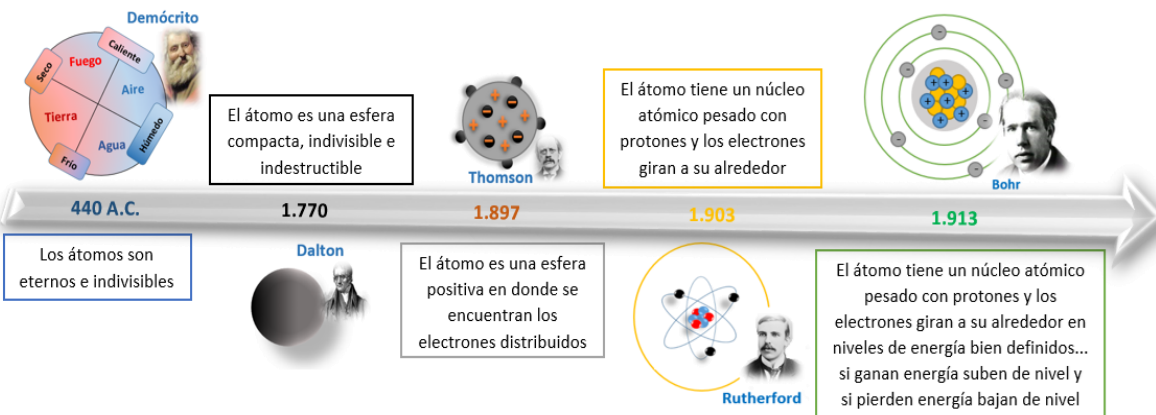 Demócrito
Seco
Caliente
Fuego
Aire
Tierra
Agua
Húmedo
Frío
440 A.C.
Los átomos son
eternos e indivisibles
El átomo es una esfera
compacta, indivisible e
indestructible
1.770
Dalton
Thomson
1.897
El átomo es una esfera
positiva en donde se
encuentran los
electrones distribuidos
El átomo tiene un núcleo
atómico pesado con
protones y los electrones
giran a su alrededor
1.903
Rutherford
Bohr
1.913
El átomo tiene un núcleo atómico
pesado con protones y los
electrones giran a su alrededor en
niveles de energía bien definidos...
si ganan energía suben de nivel y
si pierden energía bajan de nivel